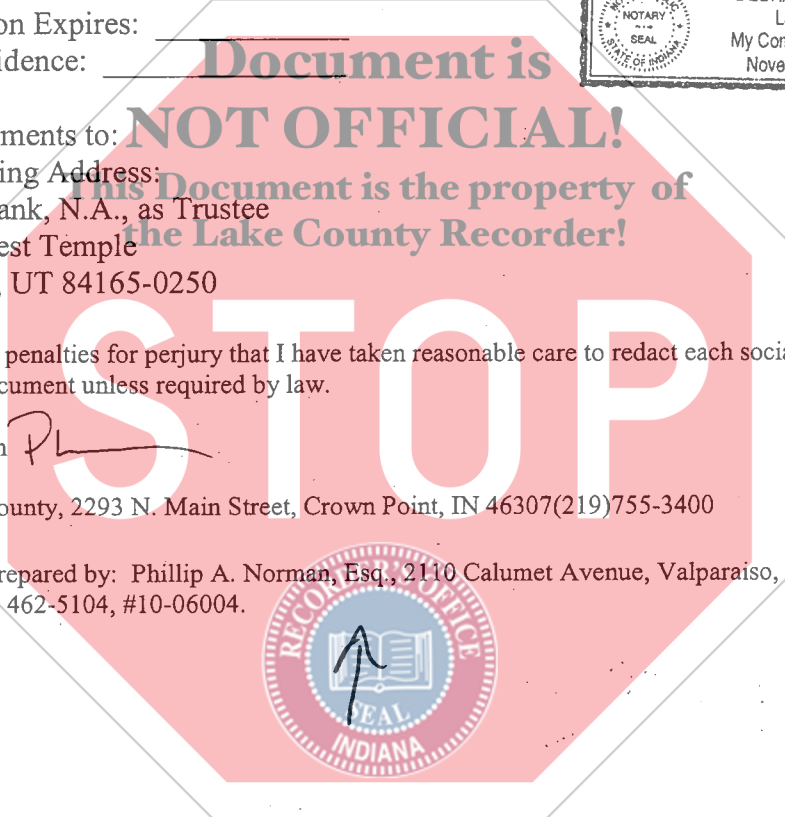 on Expires:
NOTARY
SEAL
STATE OF INDIANA
My Con
Nove
idence:
Document is
NOT OFFICIAL!
This Document is the property of
the Lake County Recorder!
ments to:
ing Address:
ank, N.A., as Trustee
est Temple
, UT 84165-0250
STOP
penalties for perjury that I have taken reasonable care to redact each socia
cument unless required by law.
n
ounty, 2293 N. Main Street, Crown Point, IN 46307(219)755-3400
repared by: Phillip A. Norman, Esq., 2110 Calumet Avenue, Valparaiso,
462-5104, #10-06004.
RECORDER'S OFFICE
SEAL
INDIANA